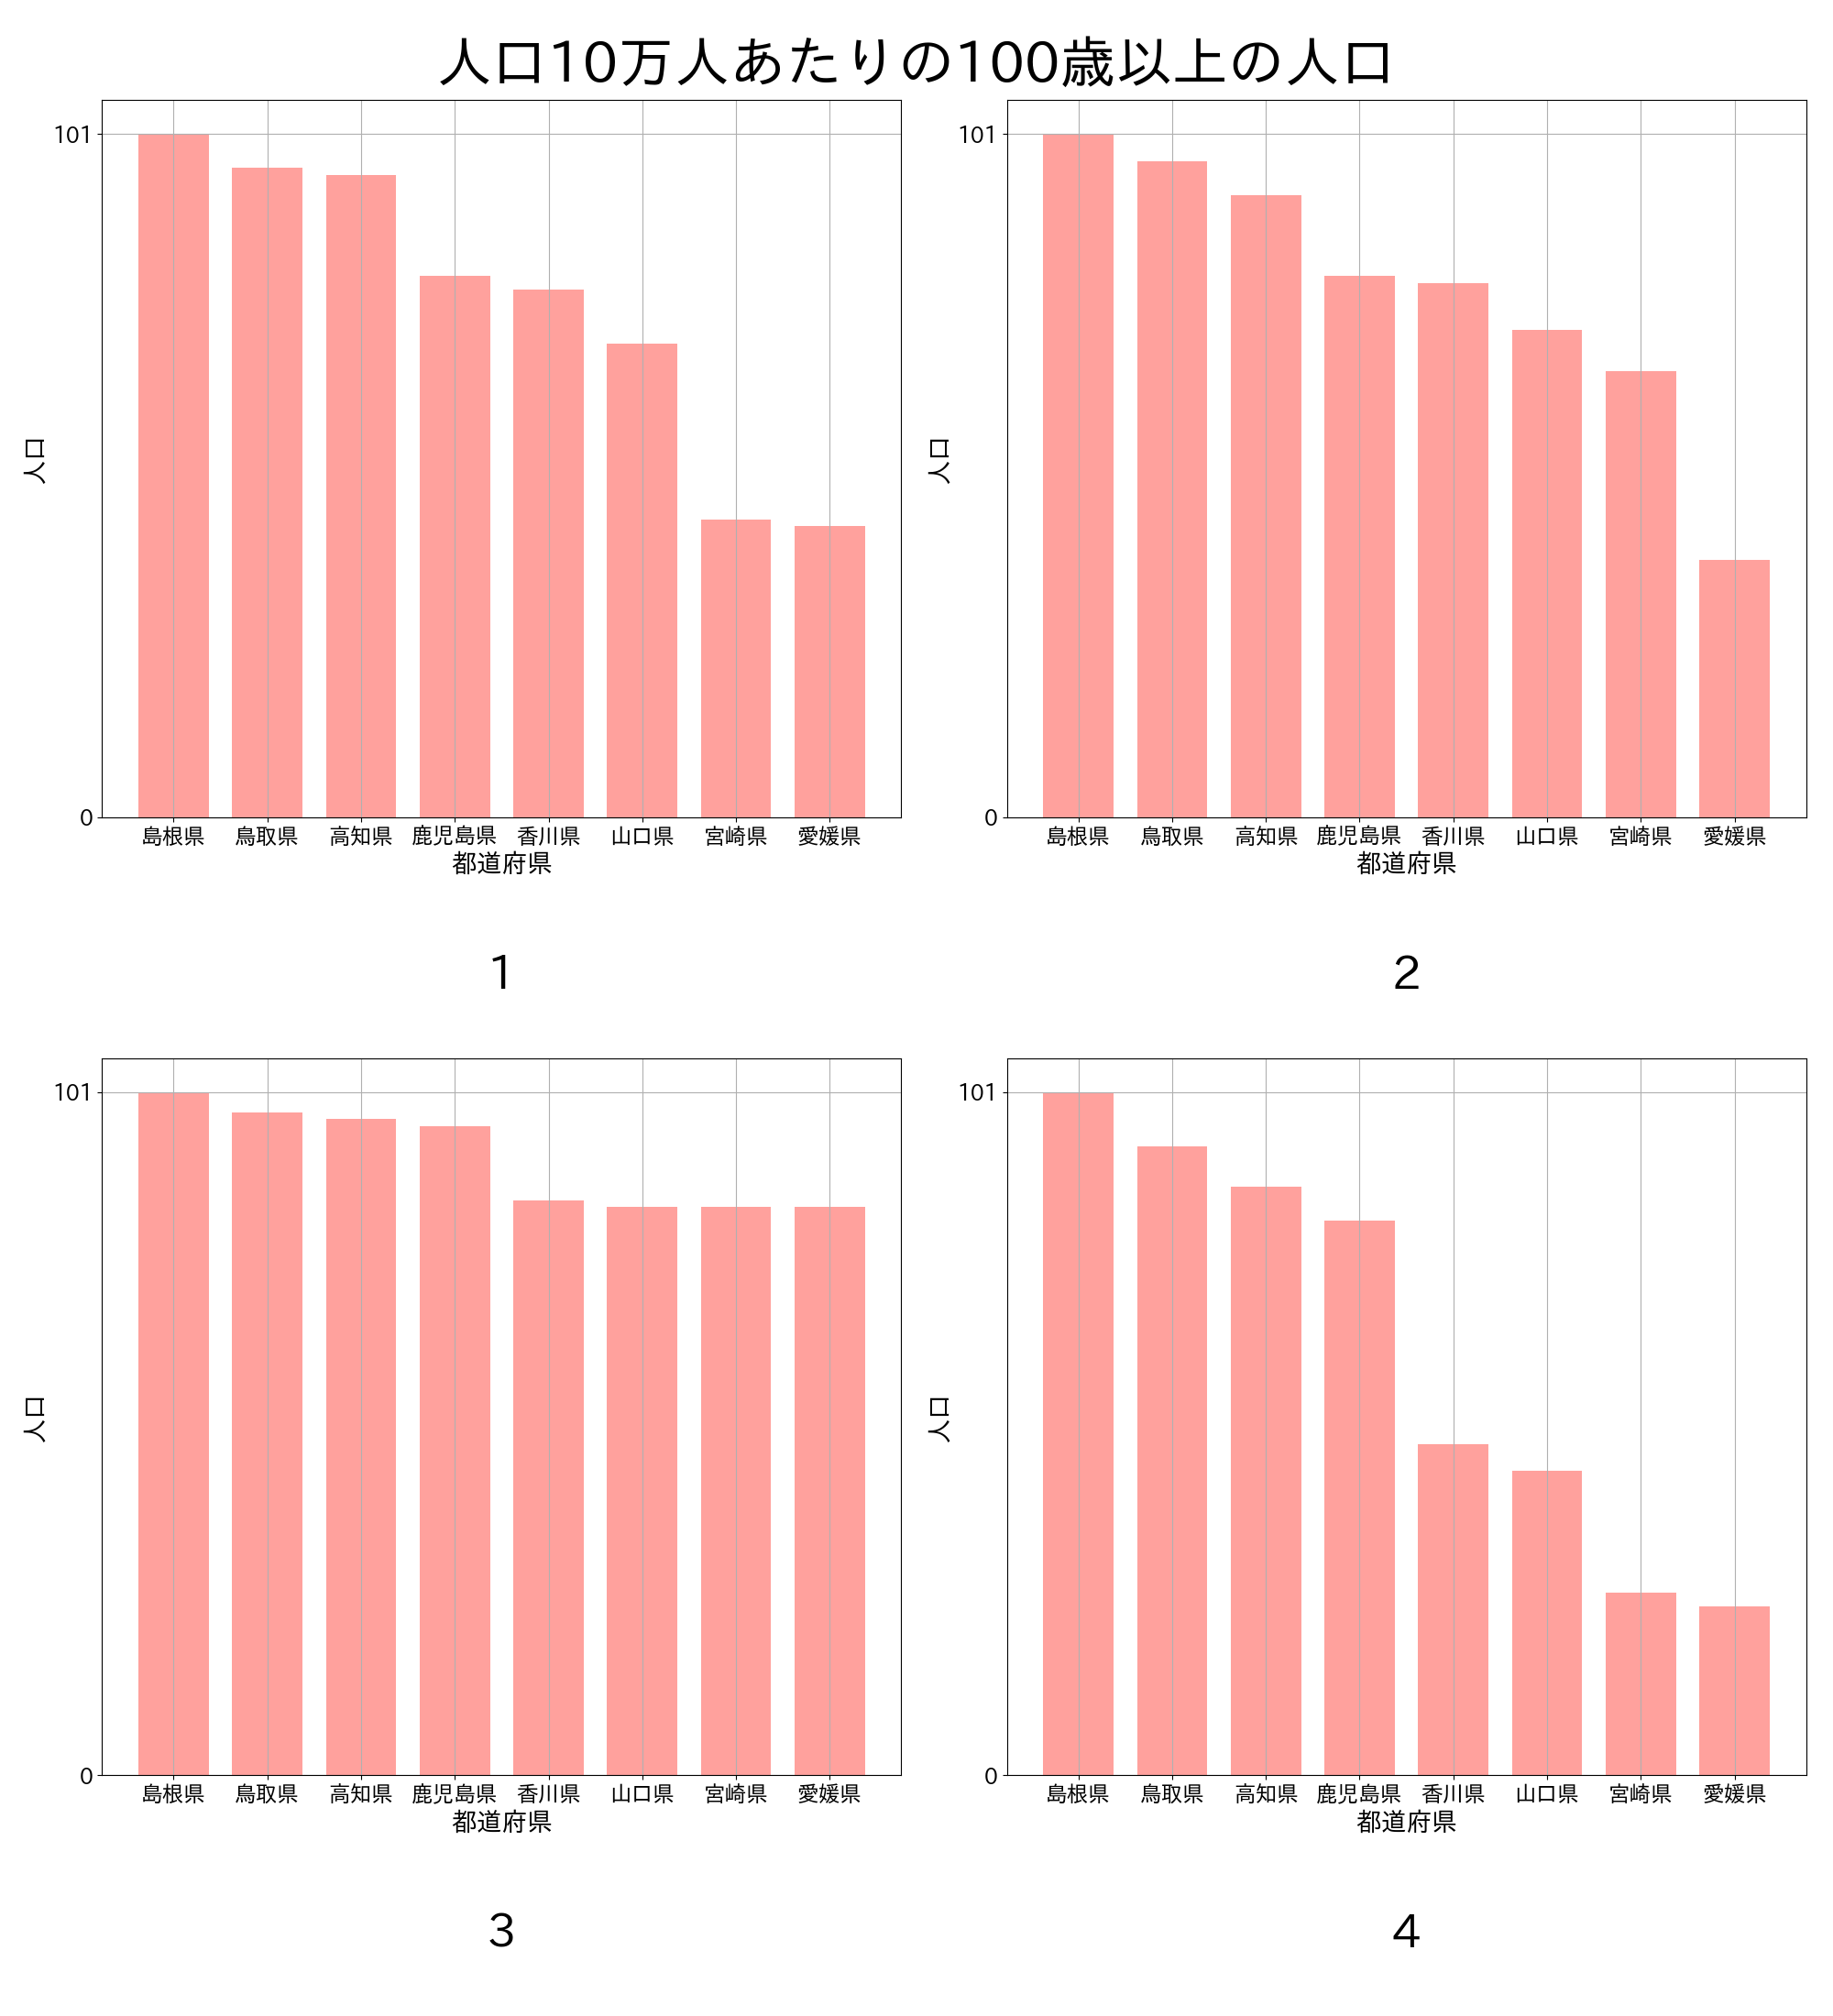 人口10万人あたりの100歳以上の人口
101
人口
0
島根県 鳥取県 高知県 鹿児島県 香川県 山口県 宮崎県 愛媛県
都道府県
1
101
人口
0
島根県 鳥取県 高知県 鹿児島県 香川県 山口県 宮崎県 愛媛県
都道府県
2
101
人口
0
島根県 鳥取県 高知県 鹿児島県 香川県 山口県 宮崎県 愛媛県
都道府県
3
101
人口
0
島根県 鳥取県 高知県 鹿児島県 香川県 山口県 宮崎県 愛媛県
都道府県
4